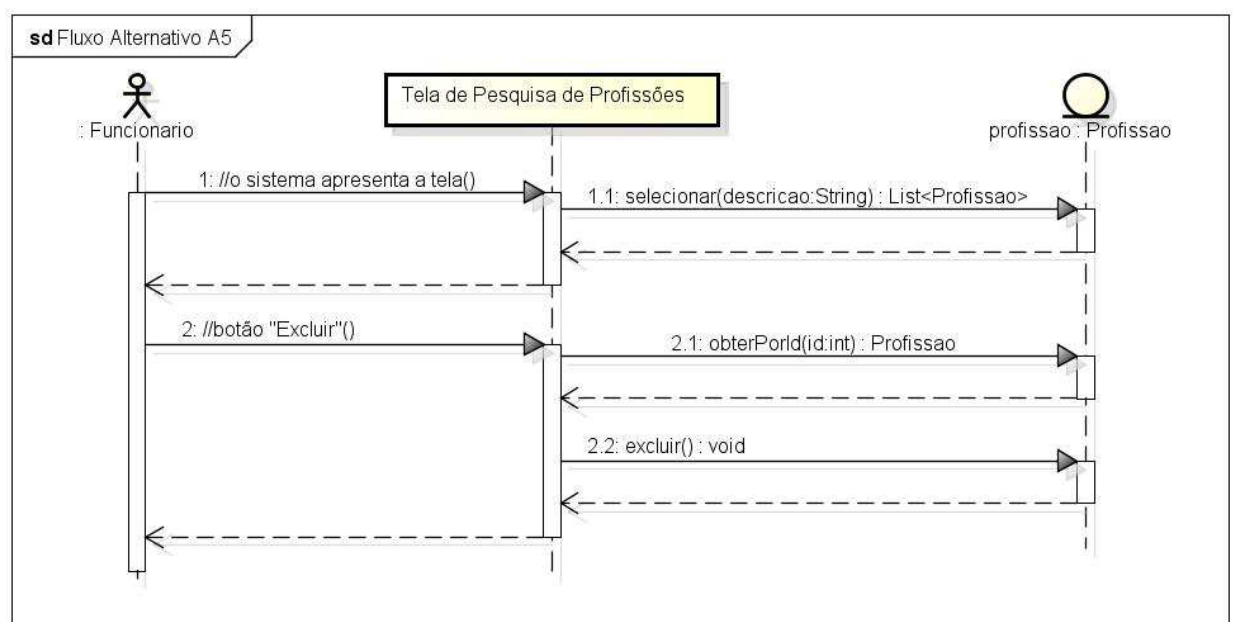 sd Fluxo Alternativo A5
Tela de Pesquisa de Profissões
: Funcionario
profissao : Profissao
1: //o sistema apresenta a tela()
1.1: selecionar(descricao:String) : List<Profissao>
2: //botão "Excluir"()
2.1: obterPorId(id:int) : Profissao
2.2: excluir() : void